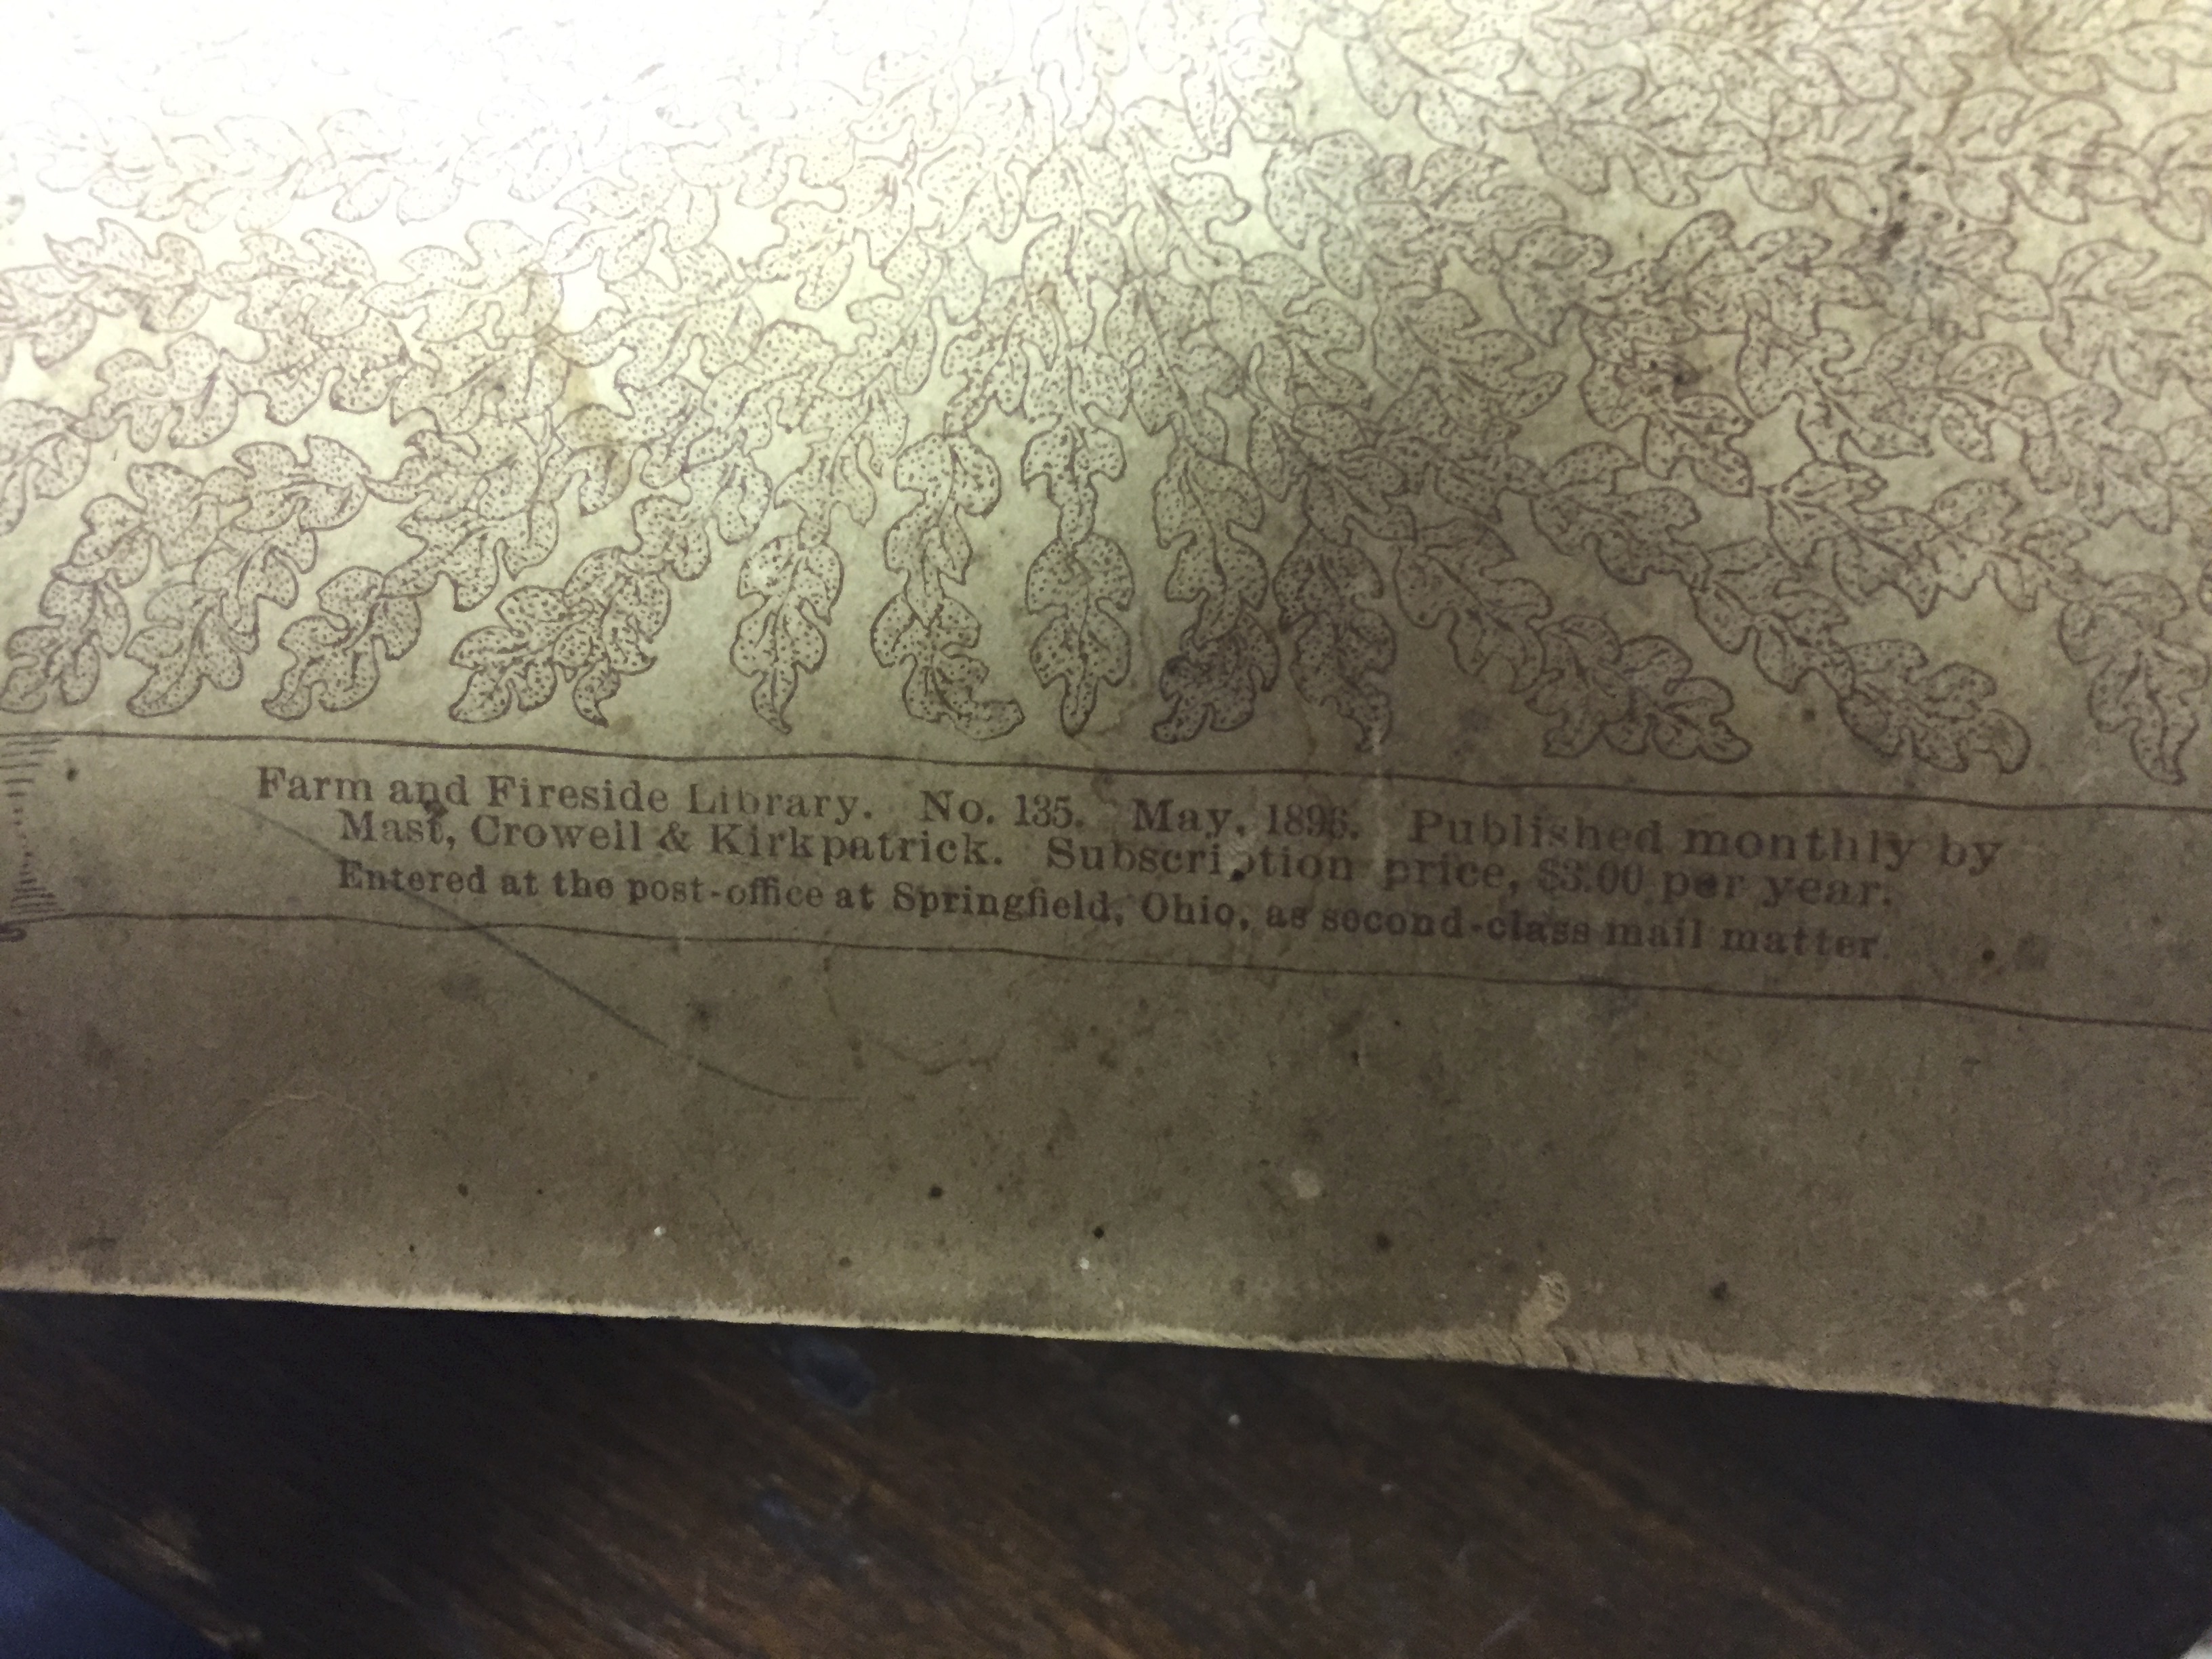 Farm and Fireside Library. No. 135. May, 1896. Published monthly by
Mast, Crowell & Kirkpatrick. Subscription price, $3.00 per year.
Entered at the post-office at Springfield, Ohio, as second-class mail matter